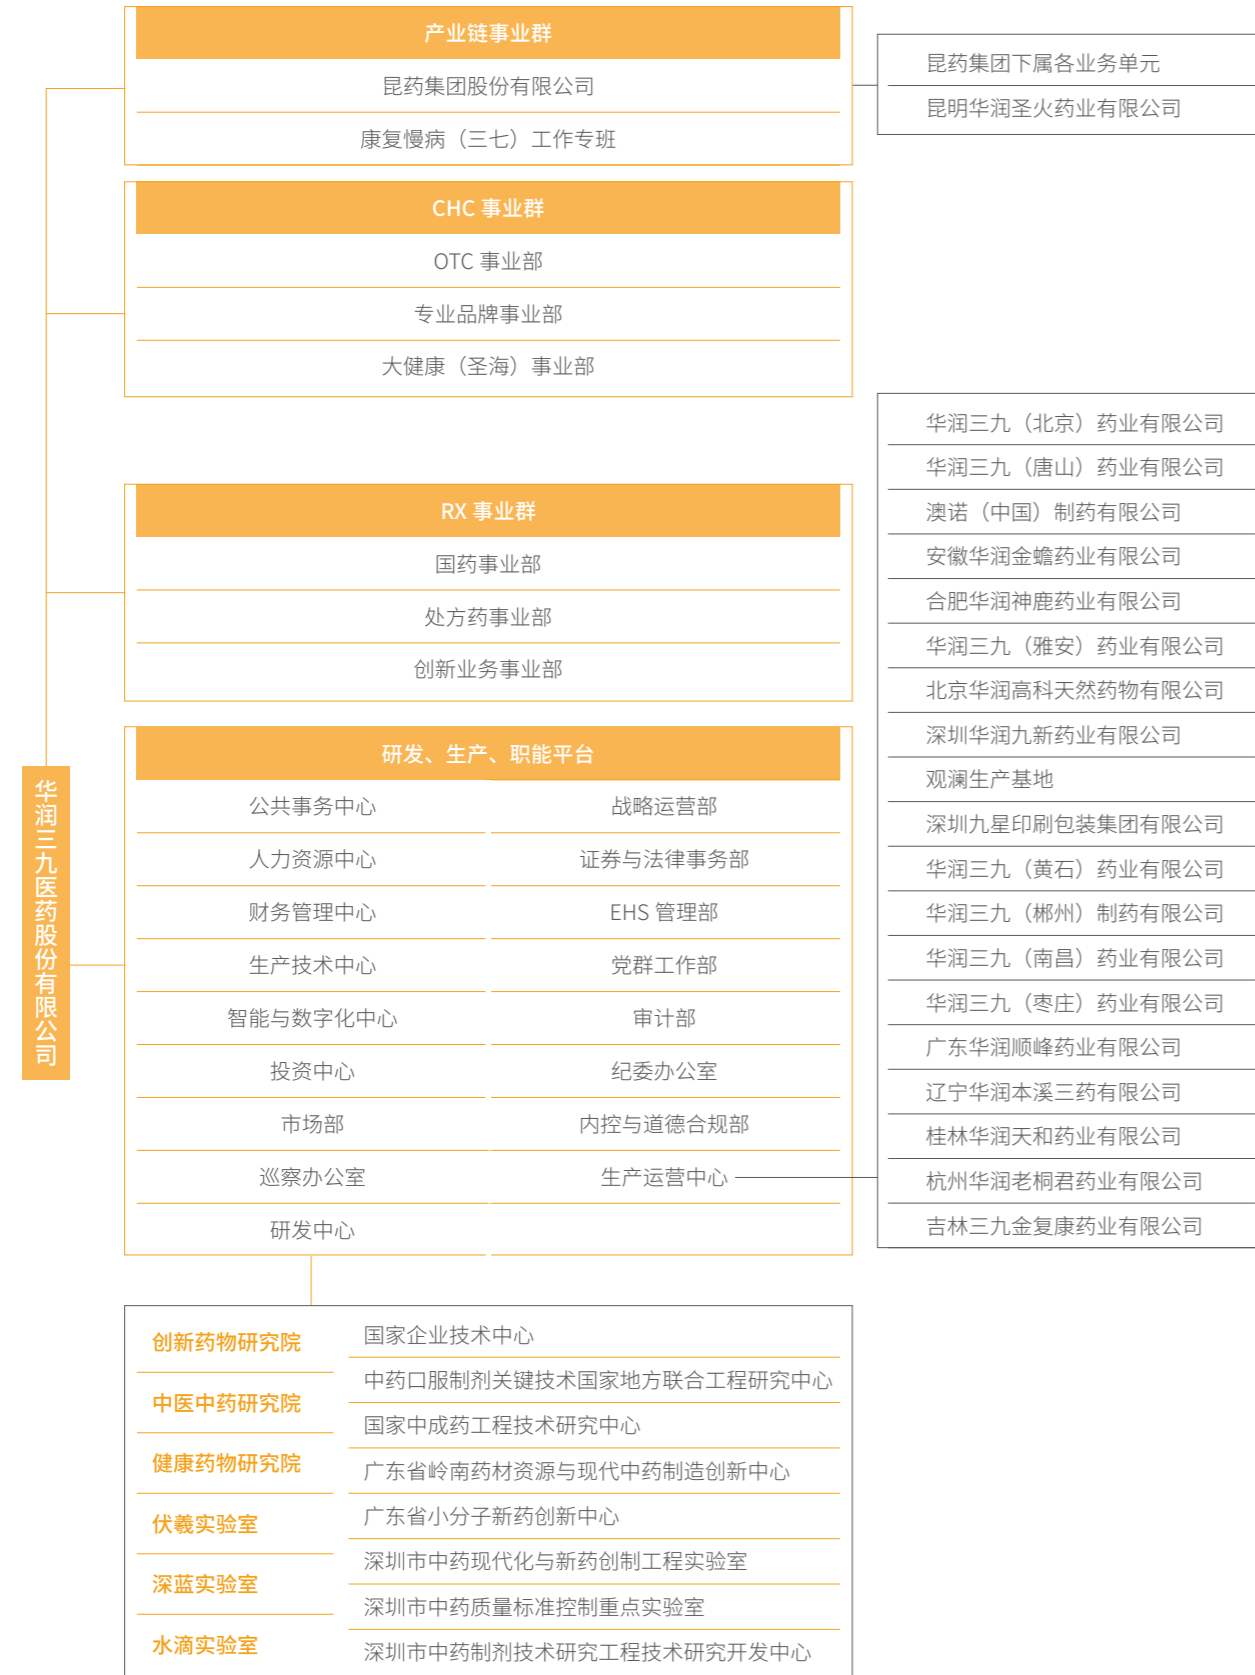 产业链事业群
昆药集团股份有限公司
康复慢病（三七）工作专班
昆药集团下属各业务单元
昆明华润圣火药业有限公司
CHC 事业群
OTC 事业部
专业品牌事业部
大健康（圣海）事业部
RX 事业群
国药事业部
处方药事业部
创新业务事业部
华润三九医药股份有限公司
研发、生产、职能平台
公共事务中心
战略运营部
人力资源中心
证券与法律事务部
财务管理中心
EHS 管理部
生产技术中心
党群工作部
智能与数字化中心
审计部
投资中心
纪委办公室
市场部
内控与道德合规部
巡察办公室
生产运营中心
研发中心
华润三九（北京）药业有限公司
华润三九（唐山）药业有限公司
澳诺（中国）制药有限公司
安徽华润金蟾药业有限公司
合肥华润神鹿药业有限公司
华润三九（雅安）药业有限公司
北京华润高科天然药物有限公司
深圳华润九新药业有限公司
观澜生产基地
深圳九星印刷包装集团有限公司
华润三九（黄石）药业有限公司
华润三九（郴州）制药有限公司
华润三九（南昌）药业有限公司
华润三九（枣庄）药业有限公司
广东华润顺峰药业有限公司
辽宁华润本溪三药有限公司
桂林华润天和药业有限公司
杭州华润老桐君药业有限公司
吉林三九金复康药业有限公司
创新药物研究院
中医中药研究院
健康药物研究院
伏羲实验室
深蓝实验室
水滴实验室
国家企业技术中心
中药口服制剂关键技术国家地方联合工程研究中心
国家中成药工程技术研究中心
广东省岭南药材资源与现代中药制造创新中心
广东省小分子新药创新中心
深圳市中药现代化与新药创制工程实验室
深圳市中药质量标准控制重点实验室
深圳市中药制剂技术研究工程技术研究开发中心